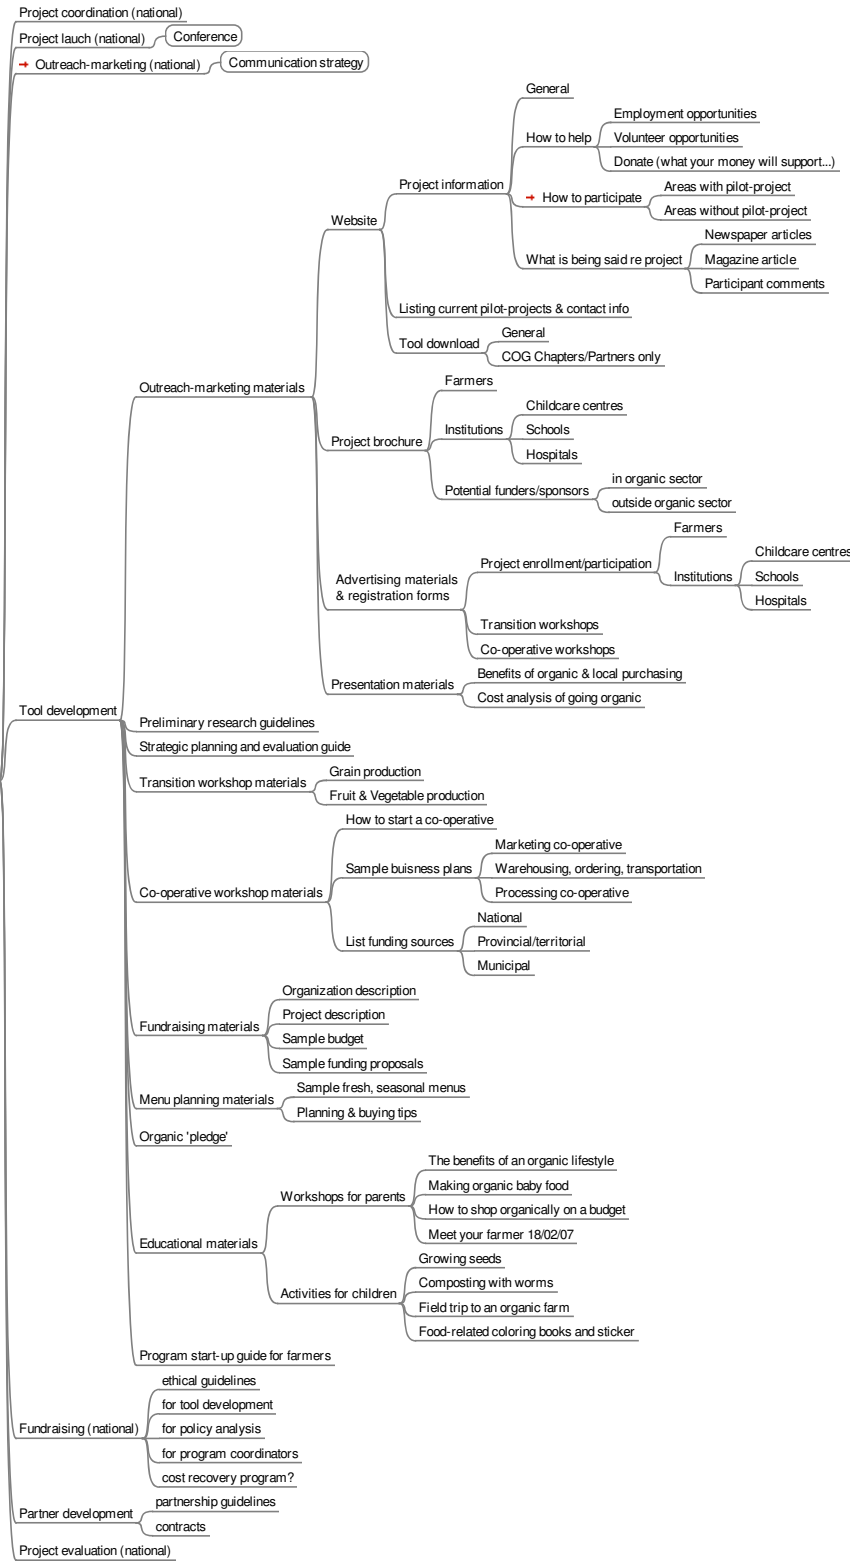 Project coordination (national)
Project lauch (national)
Conference
Outreach-marketing (national)
Communication strategy
General
Employment opportunities
How to help
Volunteer opportunities
Donate (what your money will support...)
Project information
Areas with pilot-project
How to participate
Areas without pilot-project
Website
Newspaper articles
What is being said re project
Magazine article
Participant comments
Listing current pilot-projects & contact info
General
Tool download
COG Chapters/Partners only
Outreach-marketing materials
Farmers
Childcare centres
Project brochure
Institutions
Schools
Hospitals
in organic sector
Potential funders/sponsors
outside organic sector
Farmers
Project enrollment/participation
Childcare centres
Institutions
Schools
Hospitals
Advertising materials
& registration forms
Transition workshops
Co-operative workshops
Benefits of organic & local purchasing
Presentation materials
Cost analysis of going organic
Tool development
Preliminary research guidelines
Strategic planning and evaluation guide
Grain production
Transition workshop materials
Fruit & Vegetable production
How to start a co-operative
Marketing co-operative
Sample buisness plans
Warehousing, ordering, transportation
Processing co-operative
Co-operative workshop materials
National
List funding sources
Provincial/territorial
Municipal
Organization description
Project description
Fundraising materials
Sample budget
Sample funding proposals
Sample fresh, seasonal menus
Menu planning materials
Planning & buying tips
Organic 'pledge'
The benefits of an organic lifestyle
Workshops for parents
Making organic baby food
How to shop organically on a budget
Meet your farmer 18/02/07
Educational materials
Growing seeds
Activities for children
Composting with worms
Field trip to an organic farm
Food-related coloring books and sticker
Program start-up guide for farmers
ethical guidelines
for tool development
Fundraising (national)
for policy analysis
for program coordinators
cost recovery program?
partnership guidelines
Partner development
contracts
Project evaluation (national)